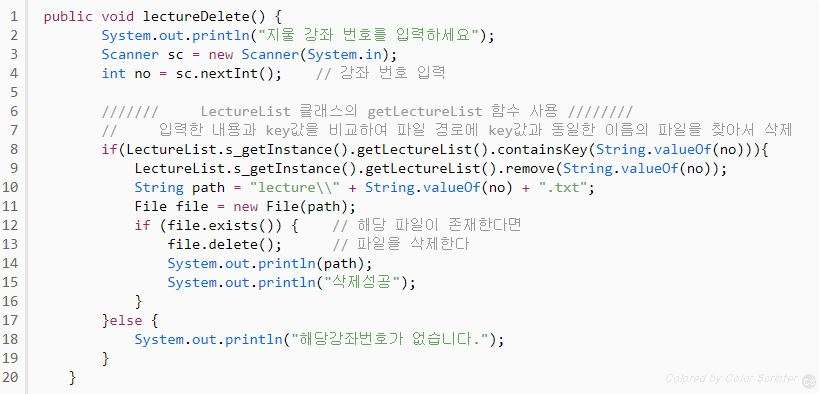 1 public void lectureDelete() {
2 System.out.println("지울 강좌 번호를 입력하세요");
3 Scanner sc = new Scanner(System.in);
4 int no = sc.nextInt(); // 강좌 번호 입력
5
6 /////// LectureList 클래스의 getLectureList 함수 사용 ////////
7 // 입력한 내용과 key값을 비교하여 파일 경로에 key값과 동일한 이름의 파일을 찾아서 삭제
8 if(LectureList.s_getInstance().getLectureList().containsKey(String.valueOf(no))){
9 LectureList.s_getInstance().getLectureList().remove(String.valueOf(no));
10 String path = "lecture\\" + String.valueOf(no) + ".txt";
11 File file = new File(path);
12 if (file.exists()) { // 해당 파일이 존재한다면
13 file.delete(); // 파일을 삭제한다
14 System.out.println(path);
15 System.out.println("삭제성공");
16 }
17 }else {
18 System.out.println("해당강좌번호가 없습니다.");
19 }
20 }
Colored by Color Scripter cs